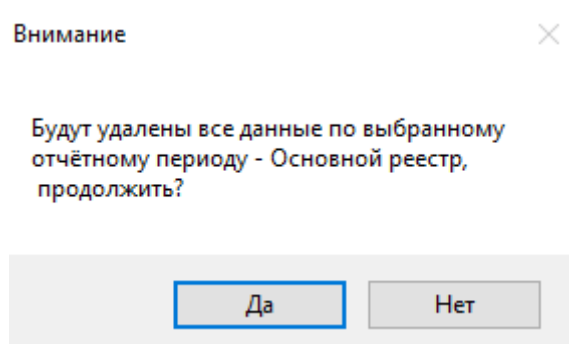 Внимание
Будут удалены все данные по выбранному
отчётному периоду - Основной реестр,
продолжить?
Да Нет